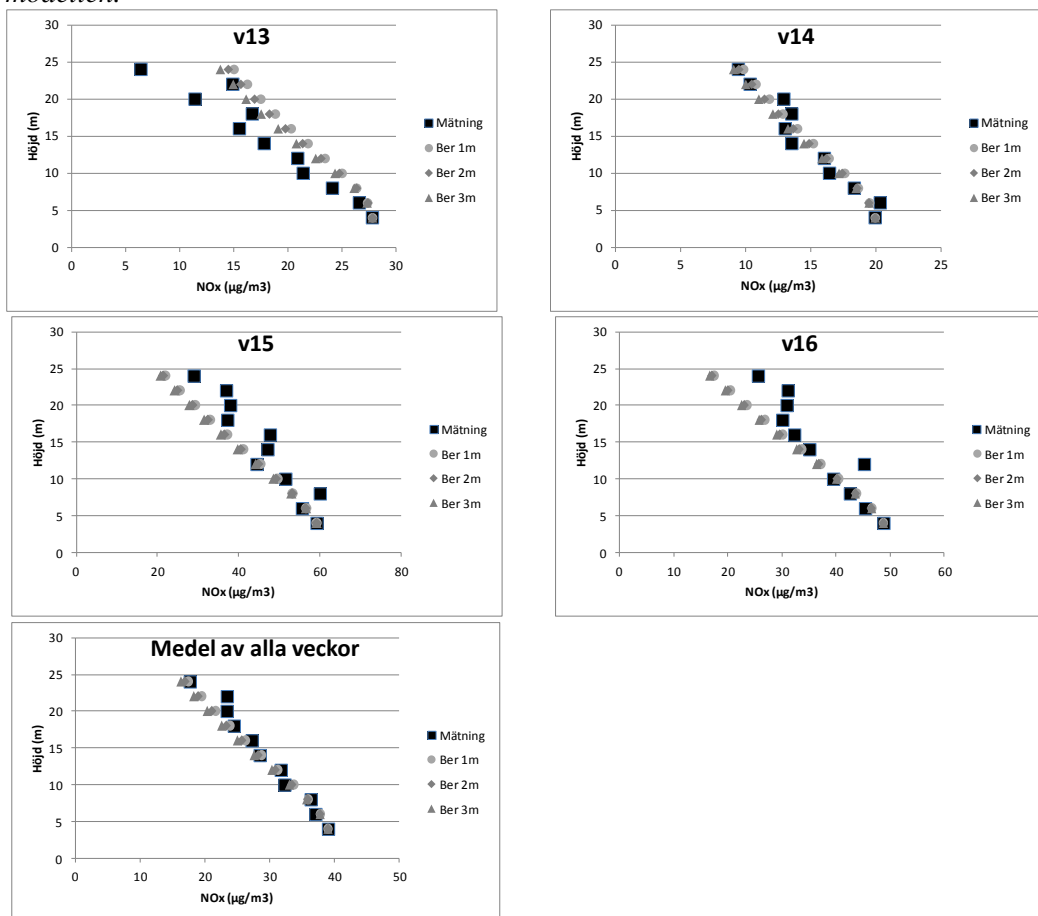 modellen.
v13
30
25
20
15
10
5
0
Höjd (m)
0 5 10 15 20 25 30
NOx (µg/m3)
Mätning
Ber 1m
Ber 2m
Ber 3m
v14
30
25
20
15
10
5
0
Höjd (m)
0 5 10 15 20 25
NOx (µg/m3)
Mätning
Ber 1m
Ber 2m
Ber 3m
v15
30
25
20
15
10
5
0
Höjd (m)
0 20 40 60 80
NOx (µg/m3)
Mätning
Ber 1m
Ber 2m
Ber 3m
v16
30
25
20
15
10
5
0
Höjd (m)
0 10 20 30 40 50 60
NOx (µg/m3)
Mätning
Ber 1m
Ber 2m
Ber 3m
Medel av alla veckor
30
25
20
15
10
5
0
Höjd (m)
0 10 20 30 40 50
NOx (µg/m3)
Mätning
Ber 1m
Ber 2m
Ber 3m